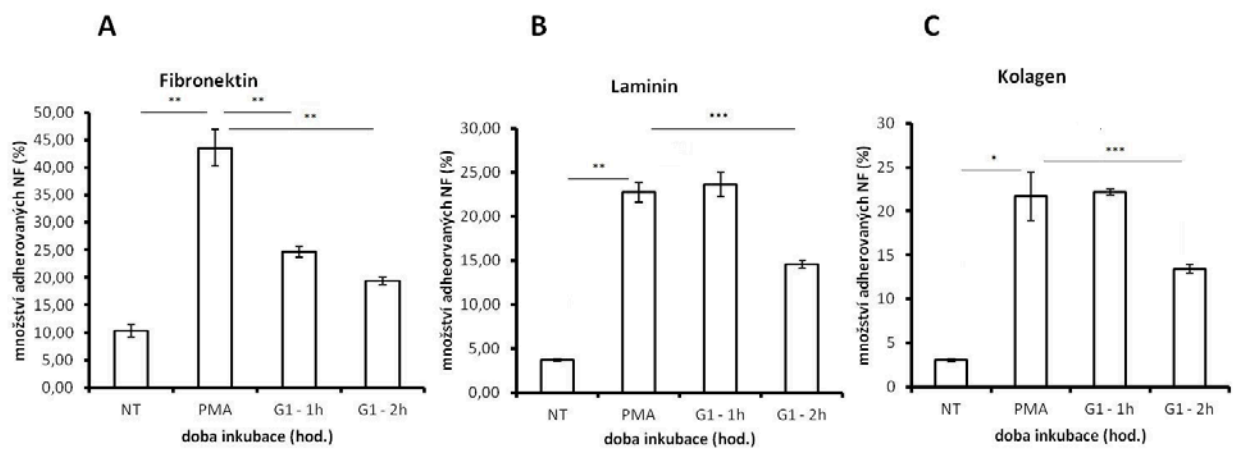 A
Fibronektin
množství adherovaných NF (%)
50,00
45,00
40,00
35,00
30,00
25,00
20,00
15,00
10,00
5,00
0,00
** **
**
NT PMA G1 - 1h G1 - 2h
doba inkubace (hod.)
B
Laminin
množství adheorvaných NF (%)
30,00
25,00
20,00
15,00
10,00
5,00
0,00
***
**
NT PMA G1 - 1h G1 - 2h
doba inkubace (hod.)
C
Kolagen
množství adherovaných NF (%)
30
25
20
15
10
5
0
* ***
NT PMA G1 - 1h G1 - 2h
doba inkubace (hod.)